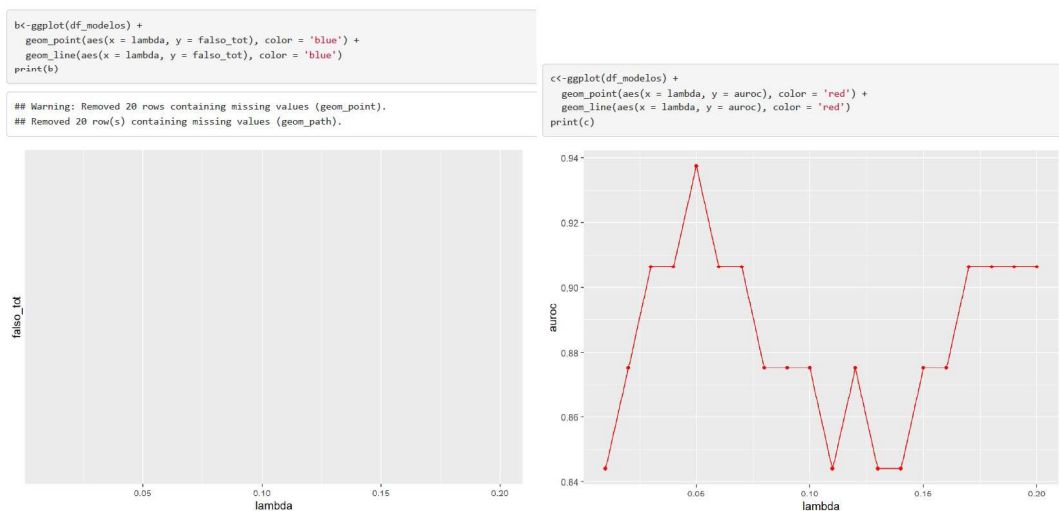 b<-ggplot(df_modelos) +
geom_point(aes(x = lambda, y = falso_tot), color = 'blue') +
geom_line(aes(x = lambda, y = falso_tot), color = 'blue')
print(b)
## Warning: Removed 20 rows containing missing values (geom_point).
## Removed 20 row(s) containing missing values (geom_path).
falso_tot
0.05 0.10 0.15 0.20
lambda
c<-ggplot(df_modelos) +
geom_point(aes(x = lambda, y = auroc), color = 'red') +
geom_line(aes(x = lambda, y = auroc), color = 'red')
print(c)
0.94
0.92
0.90
0.88
0.86
0.84
auroc
0.05 0.10 0.15 0.20
lambda